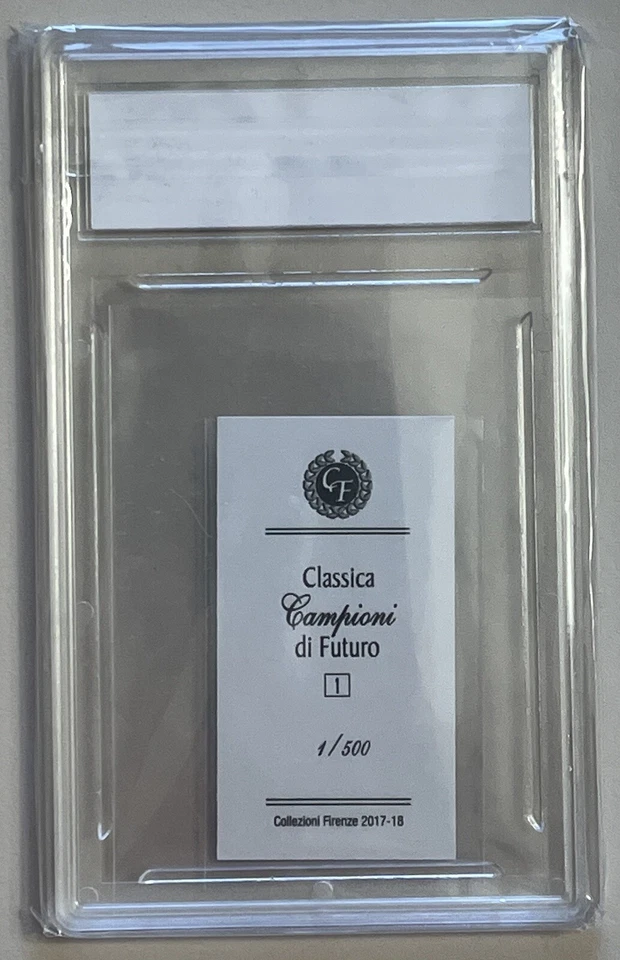 CF
Classica
Campioni
di Futuro
1
1/500
Collezioni Firenze 2017-18